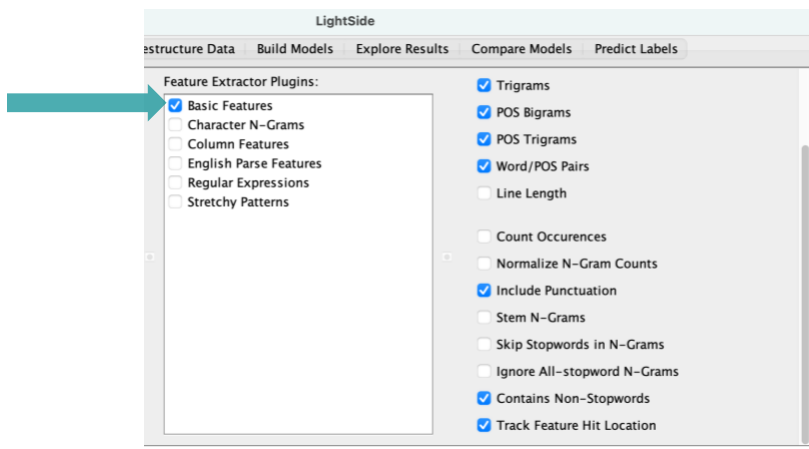 LightSide
estructure Data Build Models Explore Results Compare Models Predict Labels
Feature Extractor Plugins:
Basic Features
Character N-Grams
Column Features
English Parse Features
Regular Expressions
Stretchy Patterns
Trigrams
POS Bigrams
POS Trigrams
Word/POS Pairs
Line Length
Count Occurences
Normalize N-Gram Counts
Include Punctuation
Stem N-Grams
Skip Stopwords in N-Grams
Ignore All-stopword N-Grams
Contains Non-Stopwords
Track Feature Hit Location